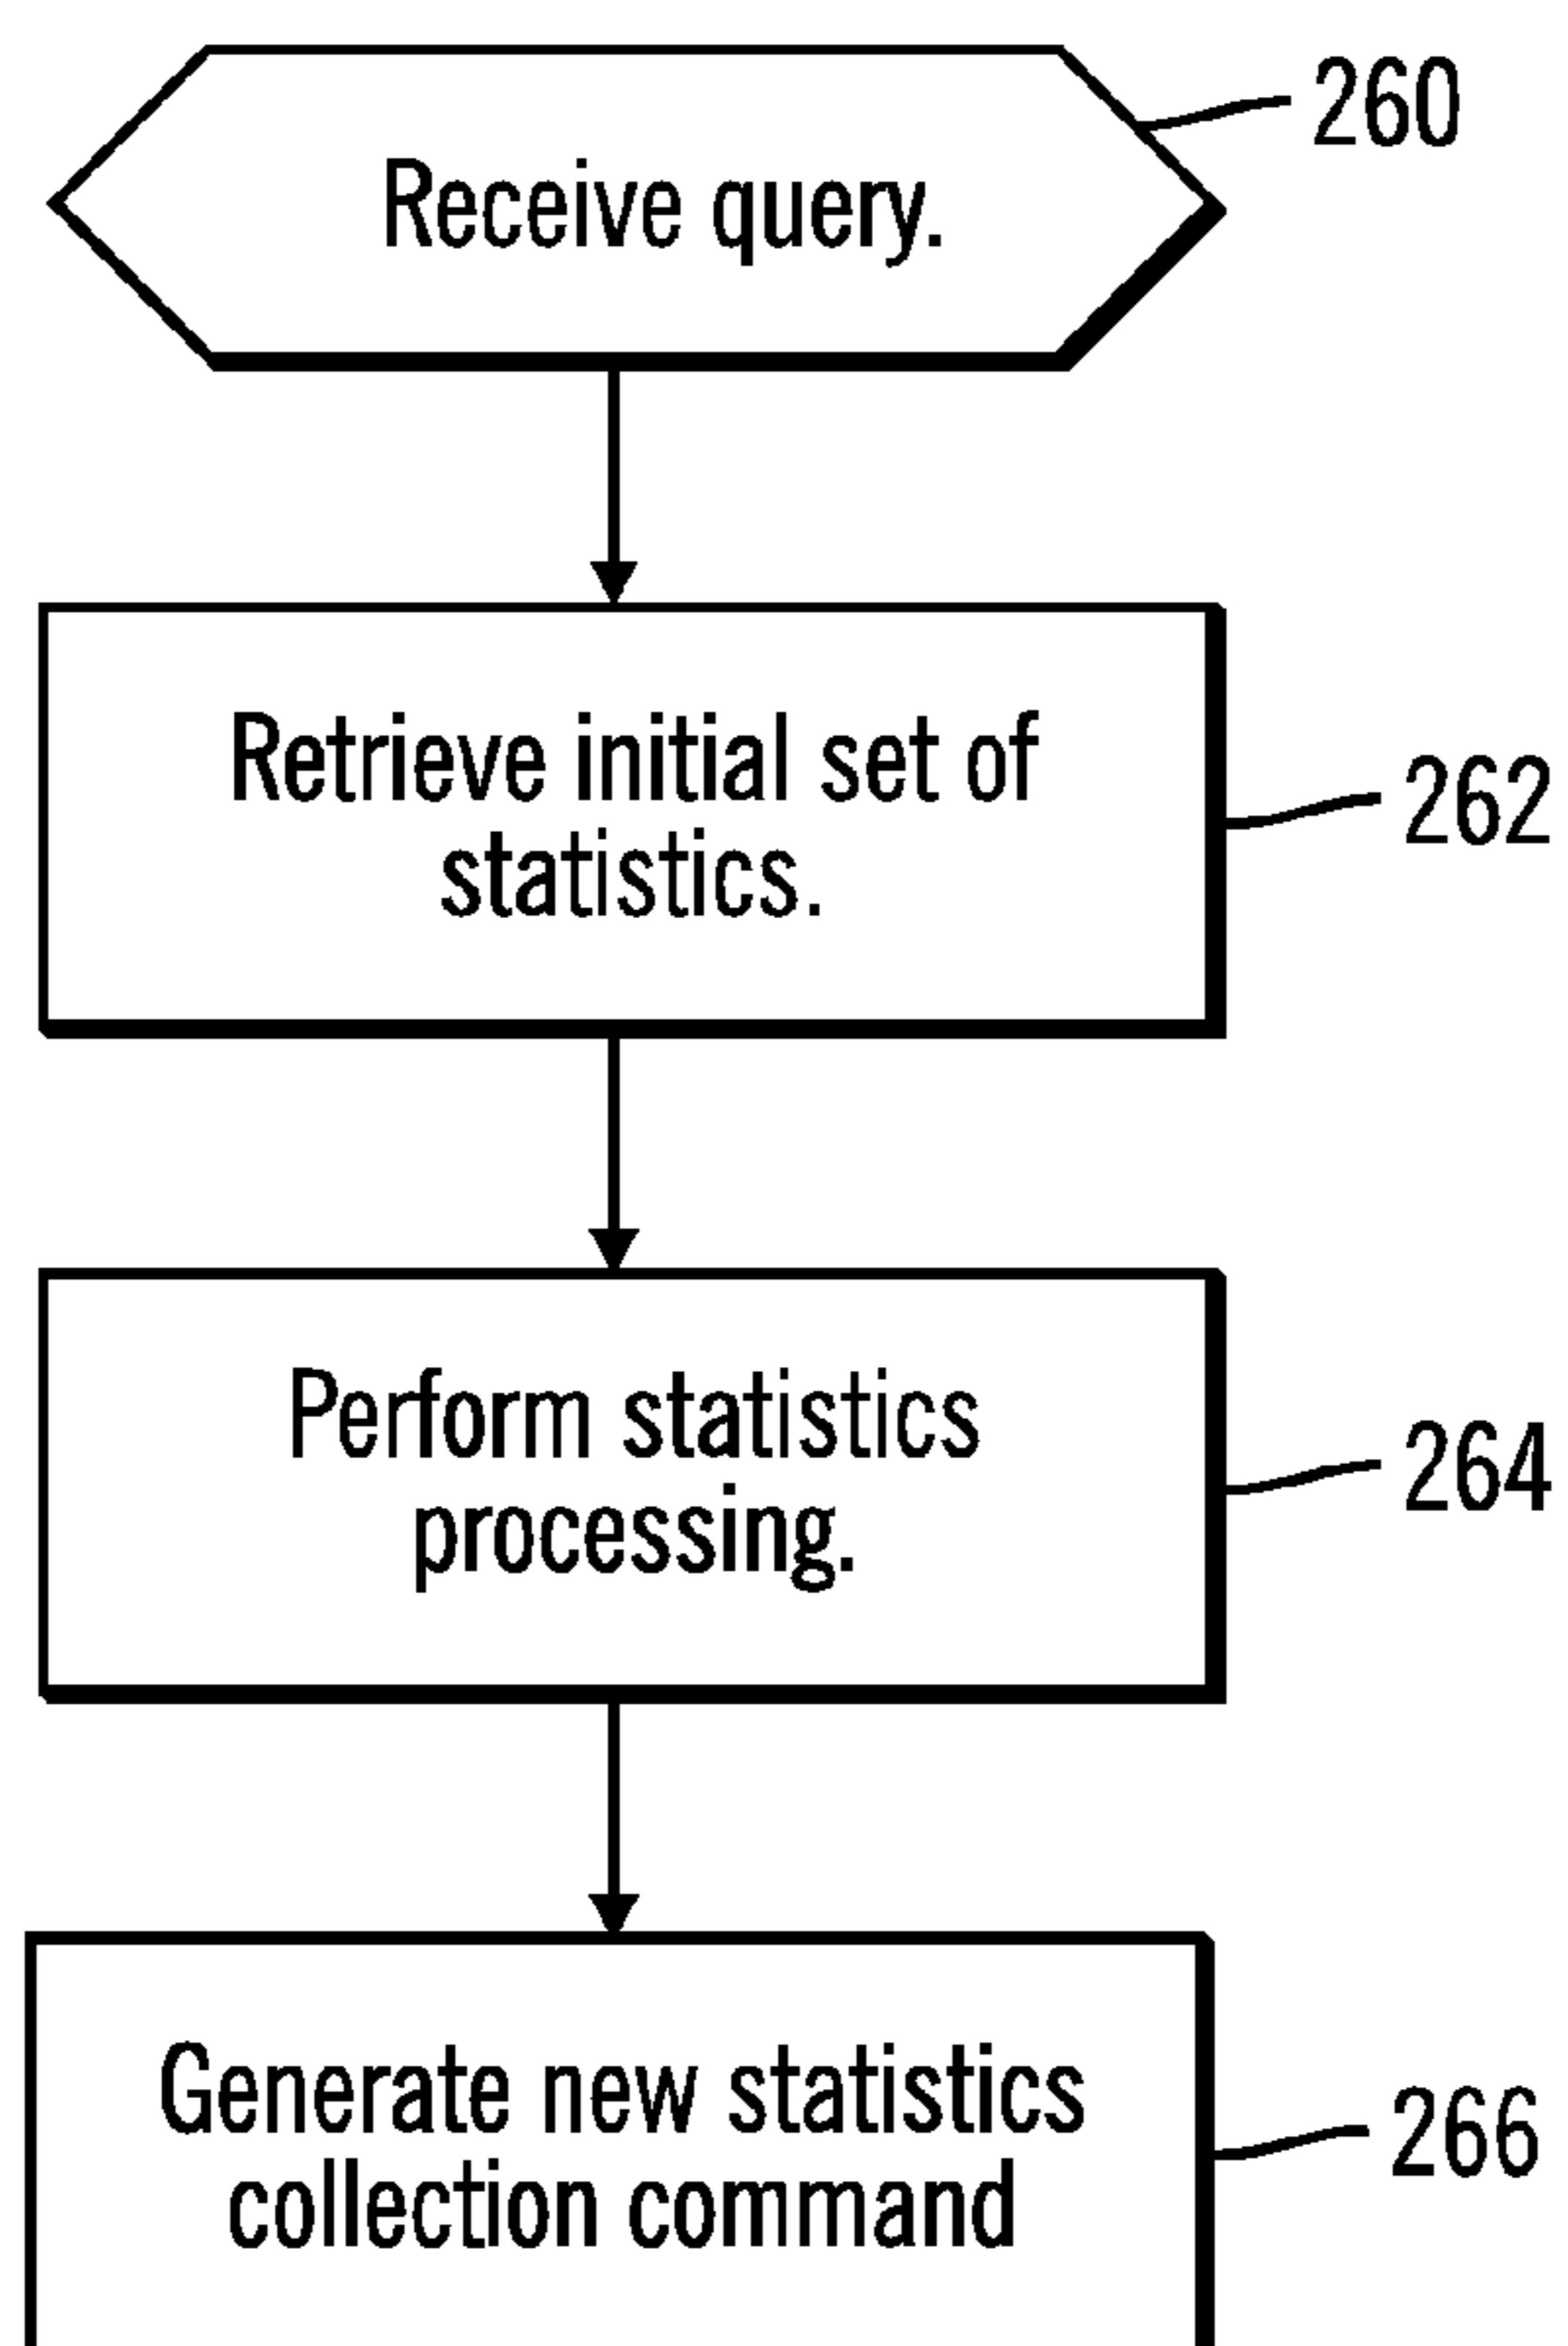 260
Receive query.
Retrieve initial set of
statistics.
262
Perform statistics
processing.
264
Generate new statistics
collection command
266